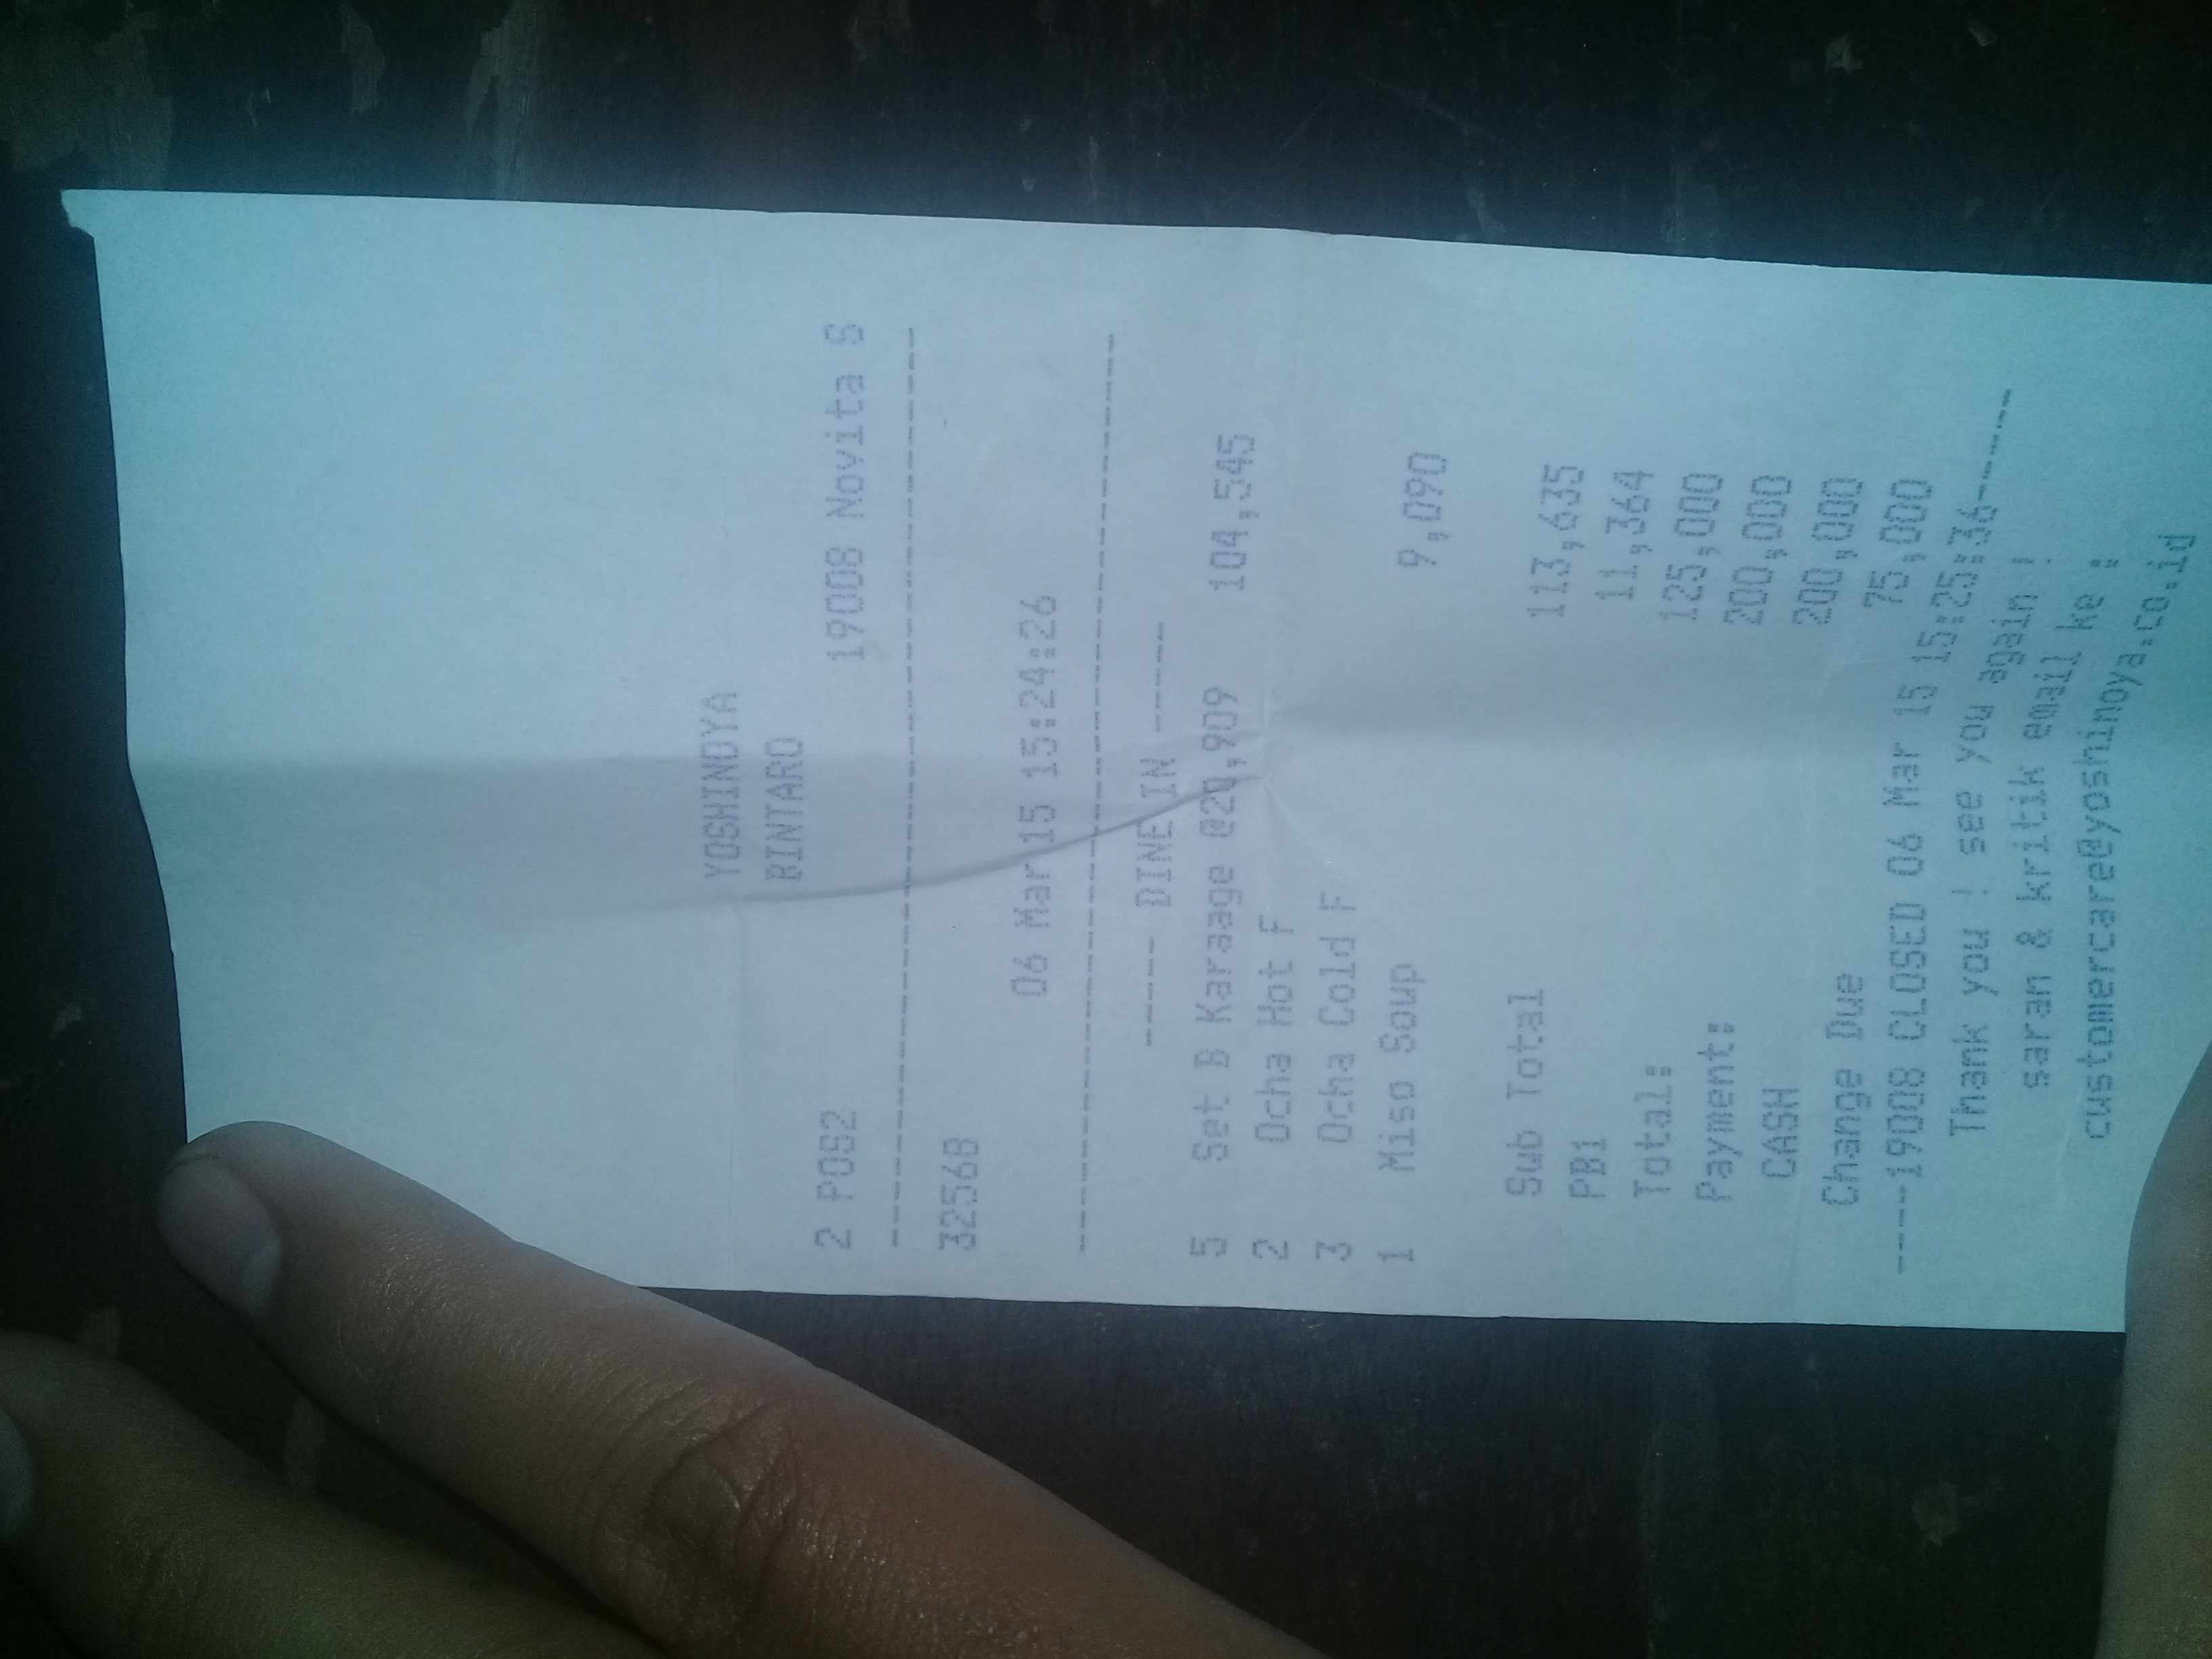 YOSHINOYA
BINTARO
2 POS2 19008 Novita S
--------------------------------
32568
06 Mar 15 15:24:26
--------------------------------
----- DINE IN -----
5 Set B Karaage @20,909 104,545
2 Ocha Hot F
3 Ocha Cold F
1 Miso Soup 9,090
Sub Total 113,635
PB1 11,364
Total: 125,000
Payment: 200,000
CASH 200,000
Change Due 75,000
----19008 CLOSED 06 Mar 15 15:25:36-----
Thank you ! see you again !
saran & kritik email ke :
customercare@yoshinoya.co.id